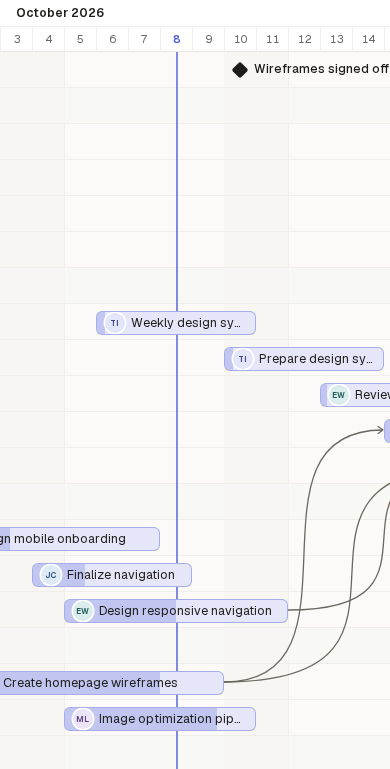 October 2026
3 4 5 6 7 8 9 10 11 12 13 14
Wireframes signed off
TI Weekly design sy…
TI Prepare design sy…
EW Review
gn mobile onboarding
JC Finalize navigation
EW Design responsive navigation
Create homepage wireframes
ML Image optimization pip…